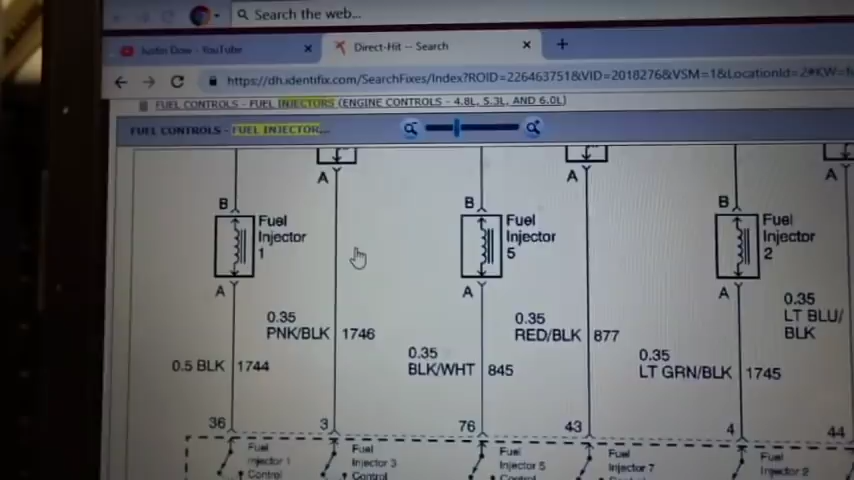 Search the web...
Justin Dow - YouTube
Direct-Hit -- Search
https://dh.identifix.com/SearchFixes/Index?ROID=226463751&VID=2018276&VSM=1&LocationId=2#KW=f
FUEL CONTROLS - FUEL INJECTORS (ENGINE CONTROLS - 4.8L, 5.3L, AND 6.0L)
FUEL CONTROLS - FUEL INJECTOR...
A A A
B Fuel Injector 1
B Fuel Injector 5
B Fuel Injector 2
A A A
0.35 PNK/BLK 1746
0.35 RED/BLK 877
0.35 LT BLU/ BLK
0.5 BLK 1744
0.35 BLK/WHT 845
0.35 LT GRN/BLK 1745
36 3 76 43 4 44
Fuel Injector 1 Control
Fuel Injector 3 Control
Fuel Injector 5 Control
Fuel Injector 7
Fuel Injector 2